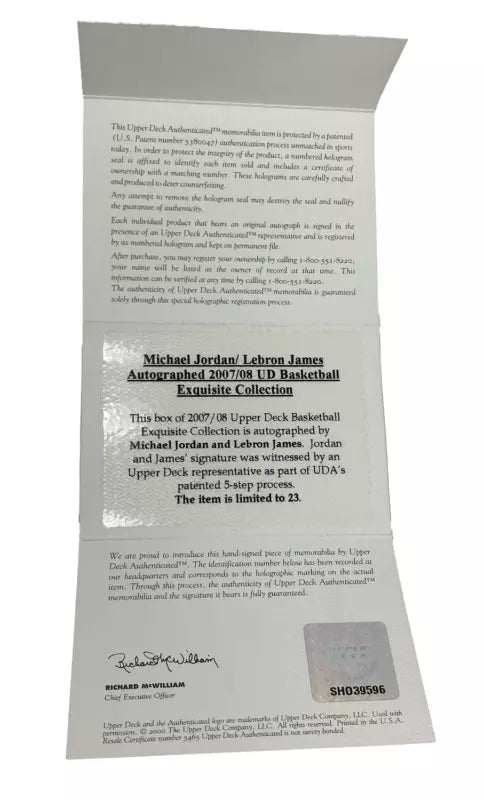 This Upper Deck Authenticated™ memorabilia item is protected by a patented
(U.S. Patent number 5380047) authentication process unmatched in sports
today. In order to protect the integrity of the product, a numbered hologram
seal is affixed to identify each item sold and includes a certificate of
ownership with a matching number. These holograms are carefully crafted
and produced to deter counterfeiting.
Any attempt to remove the hologram seal may destroy the seal and nullify
the guarantee of authenticity.
Each individual product that bears an original autograph is signed in the
presence of an Upper Deck Authenticated™ representative and is registered
by its numbered hologram and kept on permanent file.
After purchase, you may register your ownership by calling 1-800-551-8220,
your name will be listed as the owner of record at that time. This
information can be verified at any time by calling 1-800-551-8220.
The authenticity of Upper Deck Authenticated™ memorabilia is guaranteed
solely through this special holographic registration process.
Michael Jordan/ Lebron James
Autographed 2007/08 UD Basketball
Exquisite Collection
This box of 2007/08 Upper Deck Basketball
Exquisite Collection is autographed by
Michael Jordan and Lebron James. Jordan
and James' signature was witnessed by an
Upper Deck representative as part of UDA's
patented 5-step process.
The item is limited to 23.
We are proud to introduce this hand-signed piece of memorabilia by Upper
Deck Authenticated™. The identification number below has been recorded at
our headquarters and corresponds to the holographic marking on the actual
item. Through this process, the authenticity of Upper Deck Authenticated™
memorabilia and the signature it bears is fully guaranteed.
Richard McWilliam
RICHARD McWILLIAM
Chief Executive Officer
UPPER
DECK
SHO39596
Upper Deck and the Authenticated logo are trademarks of Upper Deck Company, LLC. Used with
permission. © 2000 The Upper Deck Company, LLC. All rights reserved. Printed in the U.S.A.
Resale Certificate number 5465 Upper Deck Authenticated is not surety bonded.